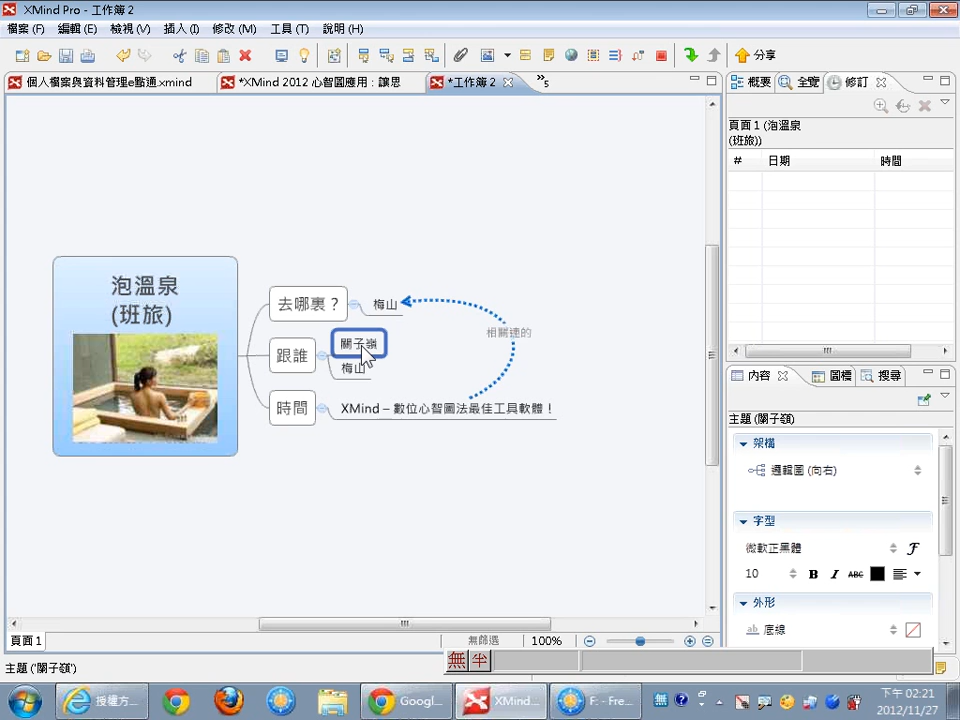 XMind Pro - 工作簿 2
檔案 (F) 編輯 (E) 檢視 (V) 插入 (I) 修改 (M) 工具 (T) 說明 (H)
分享
個人檔案與資料管理e點通.xmind
*XMind 2012 心智圖應用：讓思
*工作簿 2
»5
概要
全覽
修訂
頁面 1 (泡溫泉
(班旅))
# 日期 時間
泡溫泉
(班旅)
去哪裏？
梅山
相關連的
關子嶺
跟誰
梅山
時間
XMind – 數位心智圖法最佳工具軟體！
內容
圖標
搜尋
主題 (關子嶺)
架構
邏輯圖 (向右)
字型
微軟正黑體
10 B I ABC
外形
ab 底線
頁面 1
無篩選
100%
主題 ('關子嶺')
無 半
授權方...
Googl...
XMind...
F: - Fre...
無
下午 02:21
2012/11/27